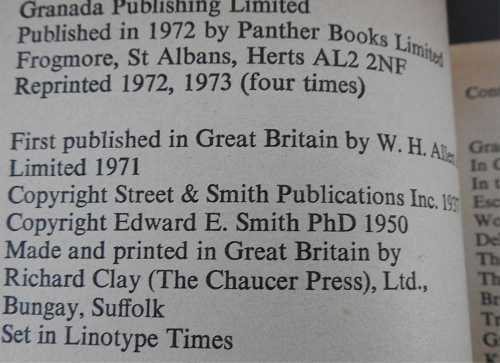 Granada Publishing Limited
Published in 1972 by Panther Books Limited
Frogmore, St Albans, Herts AL2 2NF
Reprinted 1972, 1973 (four times)
First published in Great Britain by W. H. Allen
Limited 1971
Copyright Street & Smith Publications Inc. 1937
Copyright Edward E. Smith PhD 1950
Made and printed in Great Britain by
Richard Clay (The Chaucer Press), Ltd.,
Bungay, Suffolk
Set in Linotype Times